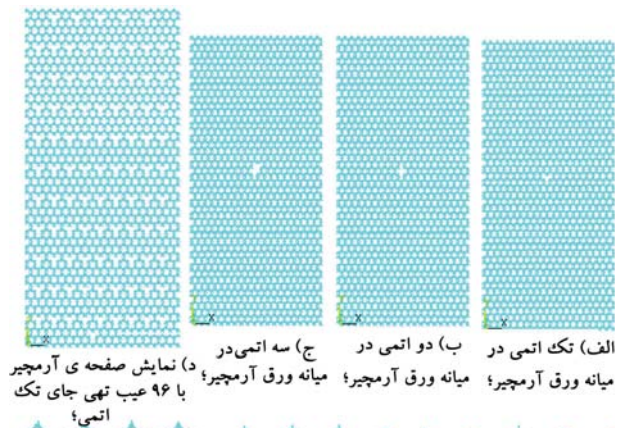 الف) تک اتمی در
میانه ورق آرمچیر؛
ب) دو اتمی در
میانه ورق آرمچیر؛
ج) سه اتمی در
میانه ورق آرمچیر؛
د) نمایش صفحه ی آرمچیر
با ۹۶ عیب تهی جای تک
اتمی؛
X
X
X
X